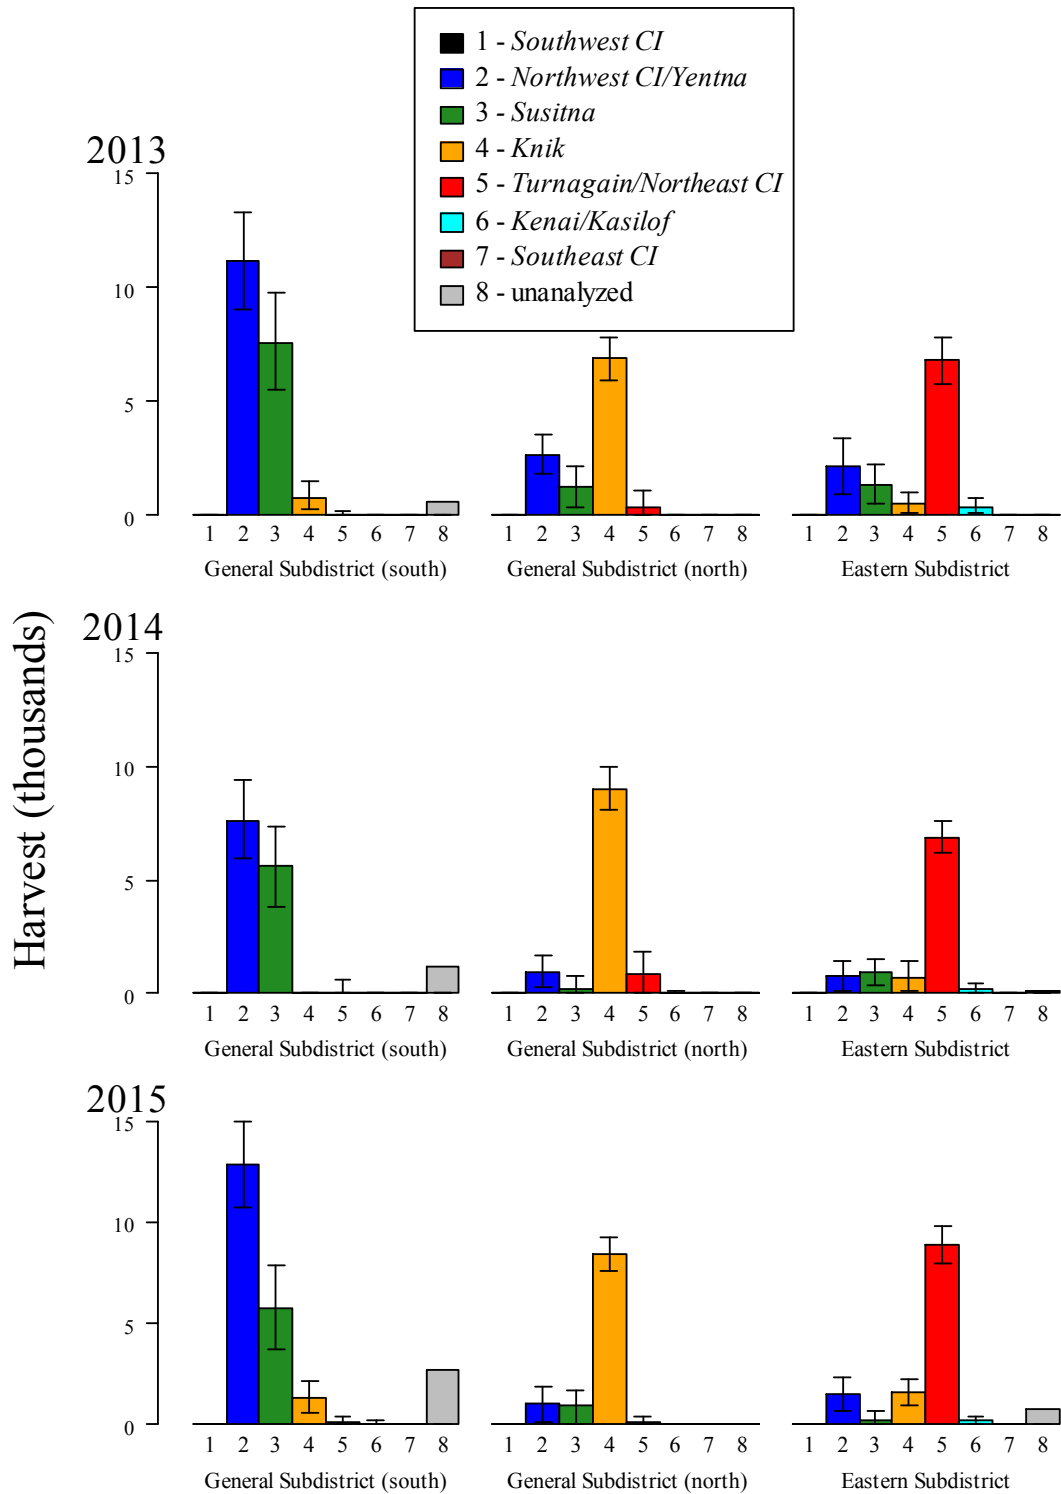 1 - Southwest CI
2 - Northwest CI/Yentna
3 - Susitna
4 - Knik
5 - Turnagain/Northeast CI
6 - Kenai/Kasilof
7 - Southeast CI
8 - unanalyzed
Harvest (thousands)
2013
15
10
5
0
1 2 3 4 5 6 7 8 1 2 3 4 5 6 7 8 1 2 3 4 5 6 7 8
General Subdistrict (south) General Subdistrict (north) Eastern Subdistrict
2014
15
10
5
0
1 2 3 4 5 6 7 8 1 2 3 4 5 6 7 8 1 2 3 4 5 6 7 8
General Subdistrict (south) General Subdistrict (north) Eastern Subdistrict
2015
15
10
5
0
1 2 3 4 5 6 7 8 1 2 3 4 5 6 7 8 1 2 3 4 5 6 7 8
General Subdistrict (south) General Subdistrict (north) Eastern Subdistrict